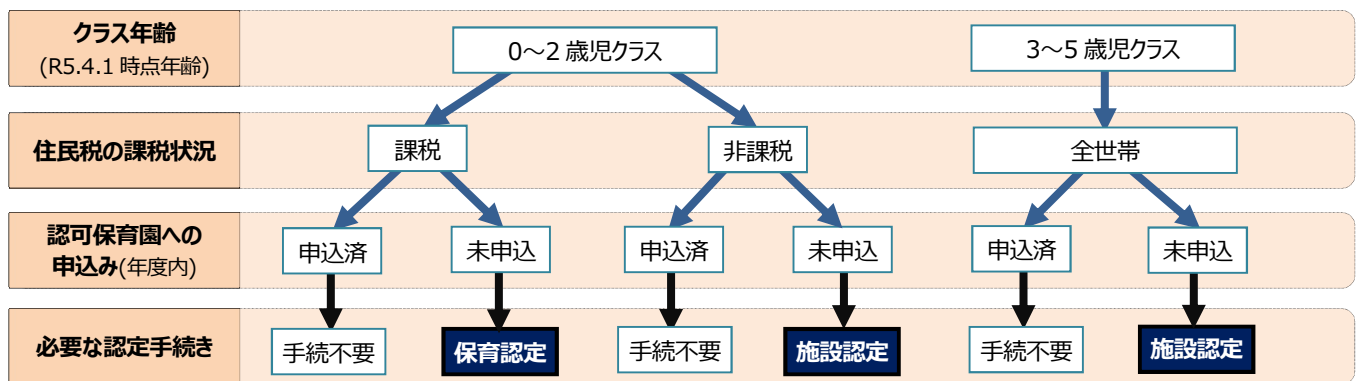 クラス年齢
(R5.4.1 時点年齢)
0～2 歳児クラス
3～5 歳児クラス
住民税の課税状況
課税
非課税
全世帯
認可保育園への
申込み(年度内)
申込済
未申込
申込済
未申込
申込済
未申込
必要な認定手続き
手続不要
保育認定
手続不要
施設認定
手続不要
施設認定